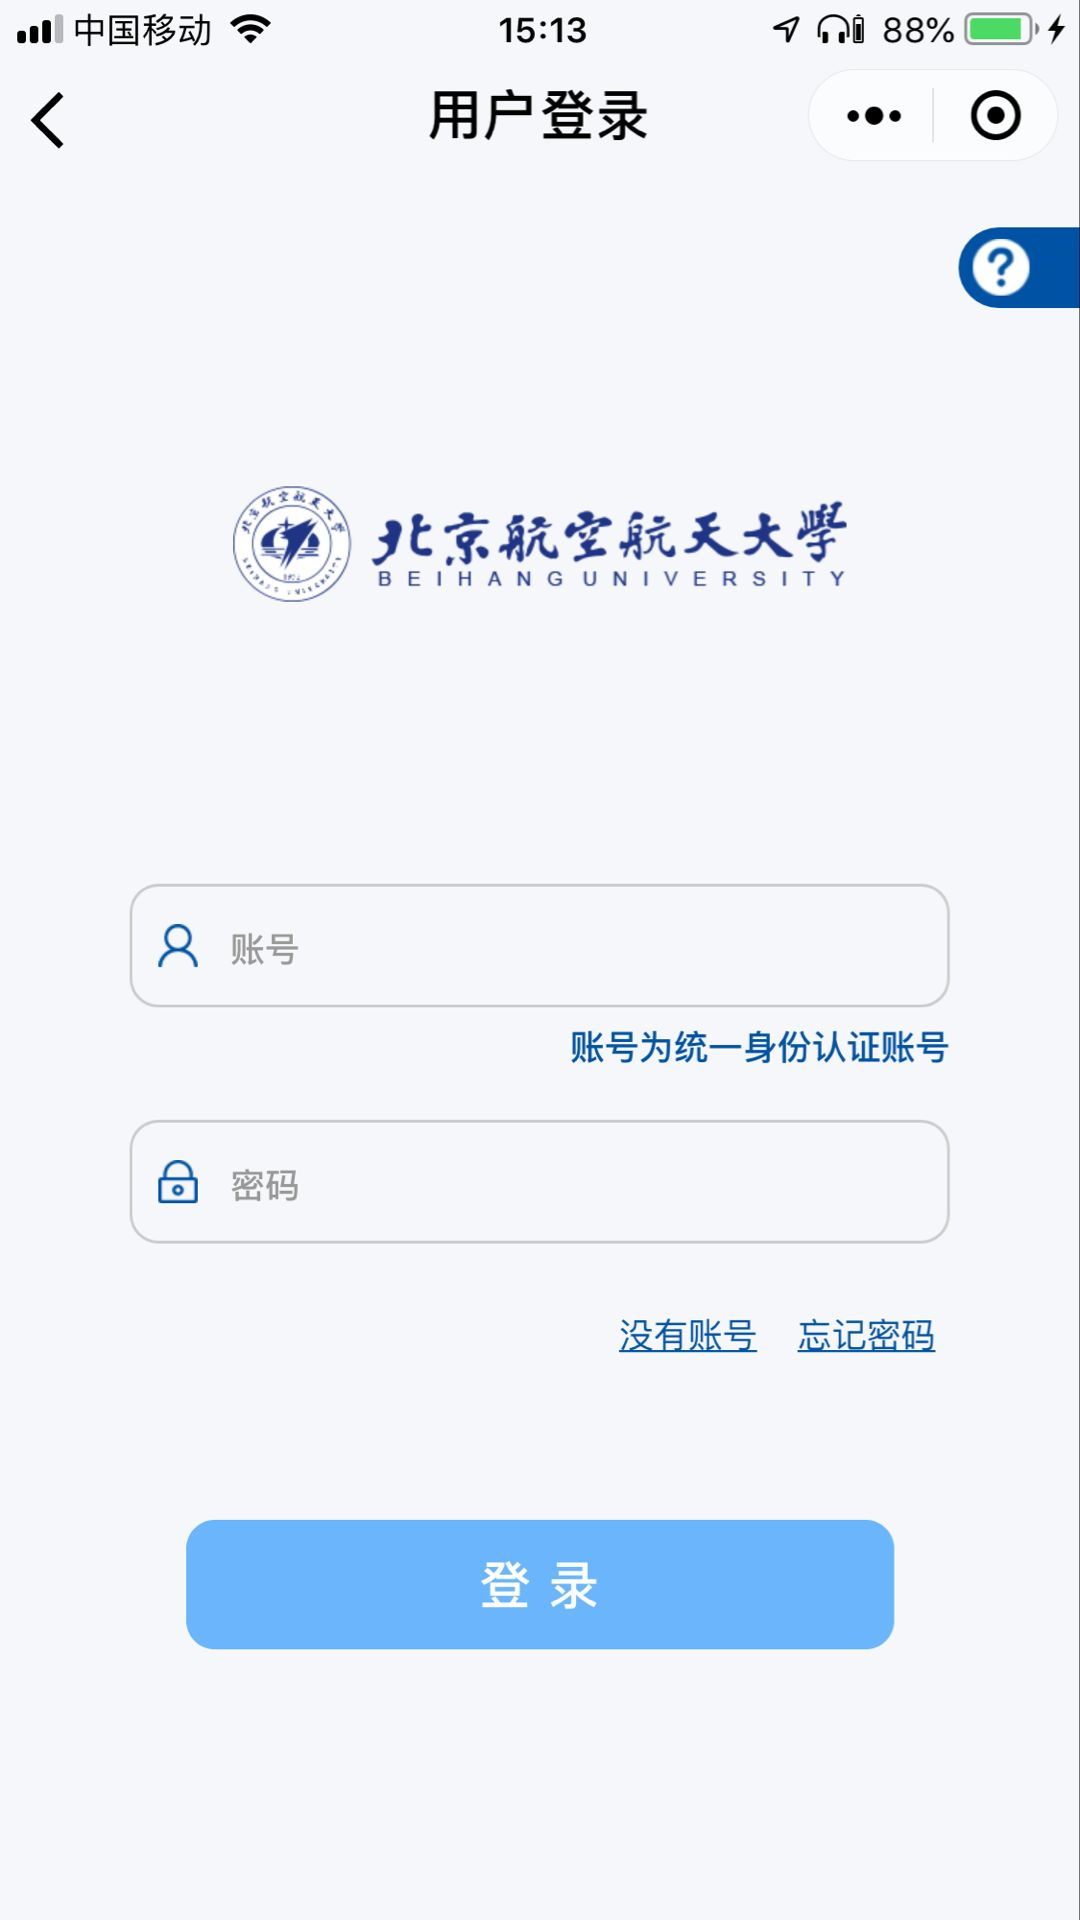 中国移动 15:13 88%
用户登录
北京航空航天大学
BEIHANG UNIVERSITY
账号
账号为统一身份认证账号
密码
没有账号 忘记密码
登录